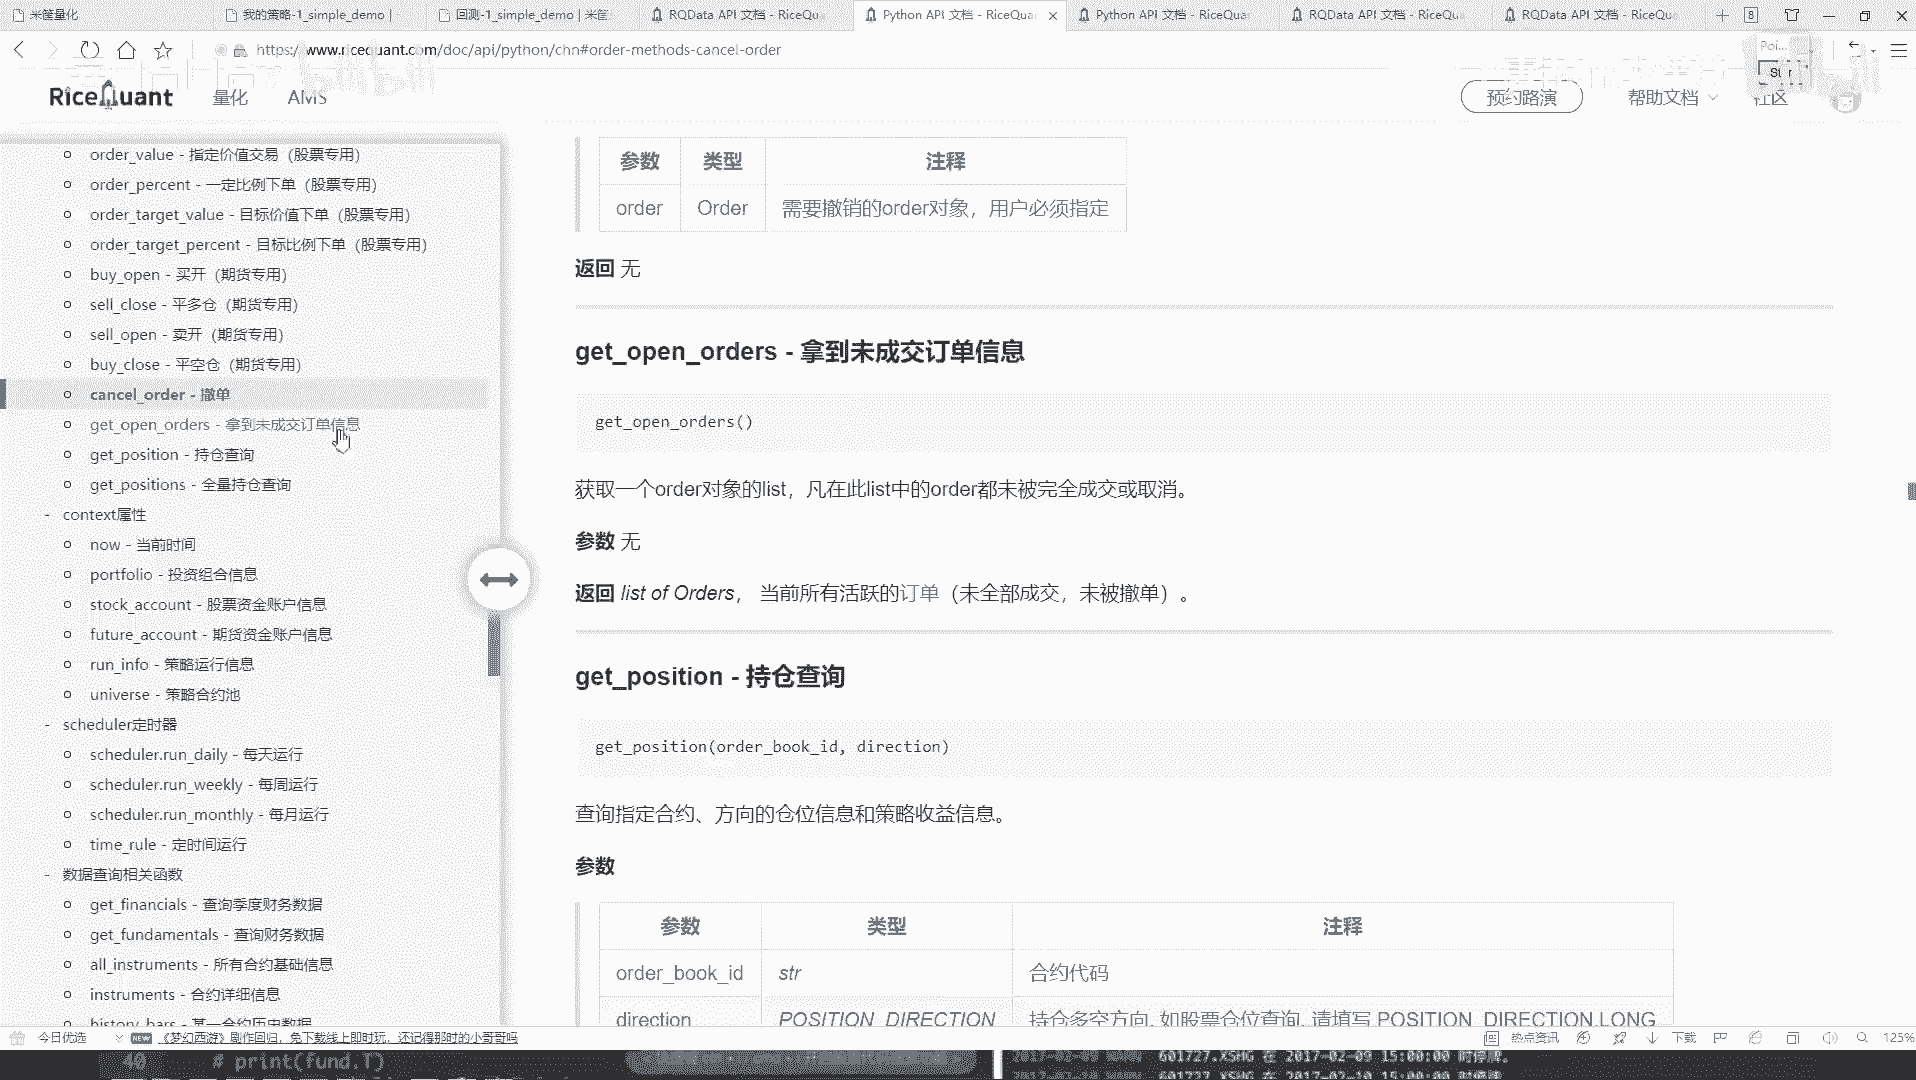 米筐量化
我的策略-1_simple_demo |
回测-1_simple_demo | 米筐
RQData API 文档 - RiceQua
Python API 文档 - RiceQuar
Python API 文档 - RiceQuar
RQData API 文档 - RiceQua
RQData API 文档 - RiceQua
8
https://www.ricequant.com/doc/api/python/chn#order-methods-cancel-order
RiceQuant
量化
AMS
预约路演
帮助文档
社区
order_value - 指定价值交易（股票专用）
order_percent - 一定比例下单（股票专用）
order_target_value - 目标价值下单（股票专用）
order_target_percent - 目标比例下单（股票专用）
buy_open - 买开（期货专用）
sell_close - 平多仓（期货专用）
sell_open - 卖开（期货专用）
buy_close - 平空仓（期货专用）
cancel_order - 撤单
get_open_orders - 拿到未成交订单信息
get_position - 持仓查询
get_positions - 全量持仓查询
- context属性
now - 当前时间
portfolio - 投资组合信息
stock_account - 股票资金账户信息
future_account - 期货资金账户信息
run_info - 策略运行信息
universe - 策略合约池
- scheduler定时器
scheduler.run_daily - 每天运行
scheduler.run_weekly - 每周运行
scheduler.run_monthly - 每月运行
time_rule - 定时间运行
- 数据查询相关函数
get_financials - 查询季度财务数据
get_fundamentals - 查询财务数据
all_instruments - 所有合约基础信息
instruments - 合约详细信息
history_bars - 某一合约历史数据
参数 类型 注释
order Order 需要撤销的order对象，用户必须指定
返回 无
get_open_orders - 拿到未成交订单信息
get_open_orders()
获取一个order对象的list，凡在此list中的order都未被完全成交或取消。
参数 无
返回 list of Orders， 当前所有活跃的订单（未全部成交，未被撤单）。
get_position - 持仓查询
get_position(order_book_id, direction)
查询指定合约、方向的仓位信息和策略收益信息。
参数
参数 类型 注释
order_book_id str 合约代码
direction POSITION_DIRECTION 持仓多空方向, 如股票仓位查询, 请填写 POSITION_DIRECTION.LONG
今日优选
NEW
《梦幻西游》剧作回归，免下载线上即时玩，还记得那时的小哥哥吗
热点资讯
下载
125%
40 # print(fund.T)
2017-02-09 WARN 601727.XSHG 在 2017-02-09 15:00:00 时停牌。
2017-02-10 WARN 601727.XSHG 在 2017-02-10 15:00:00 时停牌。